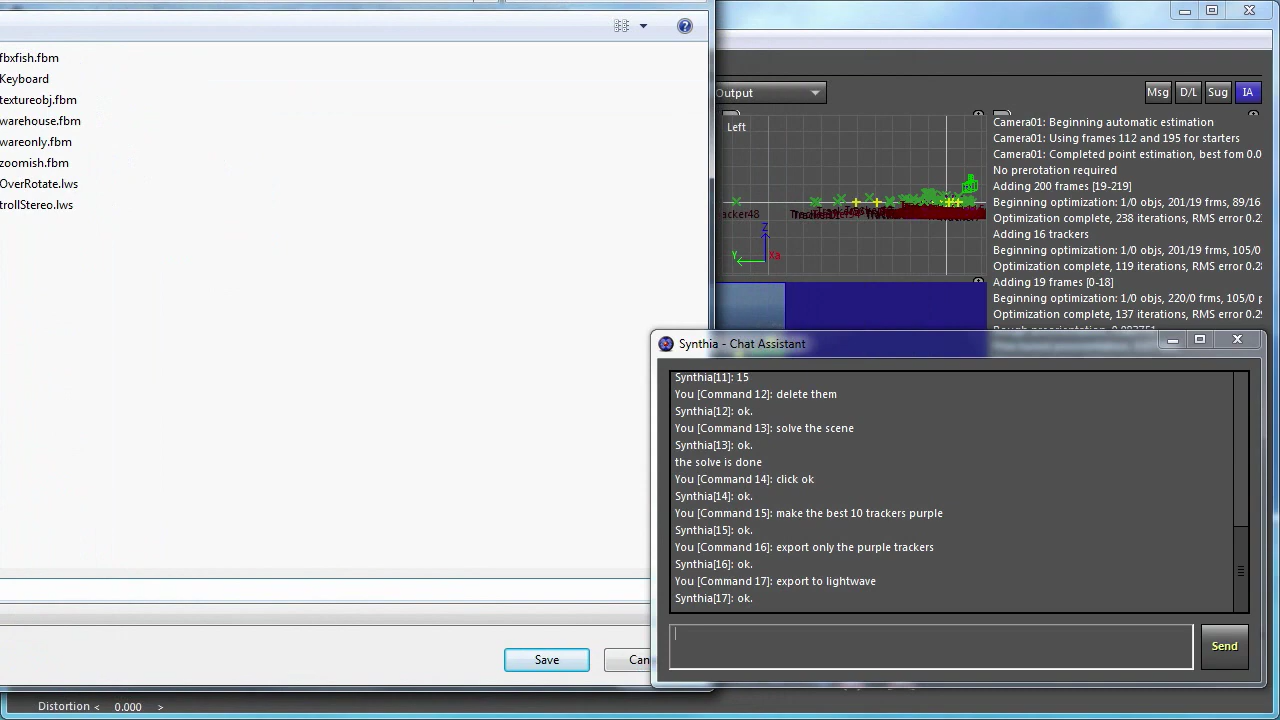 fbxfish.fbm
Keyboard
textureobj.fbm
warehouse.fbm
wareonly.fbm
zoomish.fbm
OverRotate.lws
trollStereo.lws
Save
Can
Distortion < 0.000 >
Output
Msg D/L Sug IA
Left
acker48
Z
Y
Xa
Camera01: Beginning automatic estimation
Camera01: Using frames 112 and 195 for starters
Camera01: Completed point estimation, best fom 0.0
No prerotation required
Adding 200 frames [19-219]
Beginning optimization: 1/0 objs, 201/19 frms, 89/16
Optimization complete, 238 iterations, RMS error 0.2
Adding 16 trackers
Beginning optimization: 1/0 objs, 201/19 frms, 105/0
Optimization complete, 119 iterations, RMS error 0.28
Adding 19 frames [0-18]
Beginning optimization: 1/0 objs, 220/0 frms, 105/0 p
Optimization complete, 137 iterations, RMS error 0.29
Synthia - Chat Assistant
Synthia[11]: 15
You [Command 12]: delete them
Synthia[12]: ok.
You [Command 13]: solve the scene
Synthia[13]: ok.
the solve is done
You [Command 14]: click ok
Synthia[14]: ok.
You [Command 15]: make the best 10 trackers purple
Synthia[15]: ok.
You [Command 16]: export only the purple trackers
Synthia[16]: ok.
You [Command 17]: export to lightwave
Synthia[17]: ok.
Send